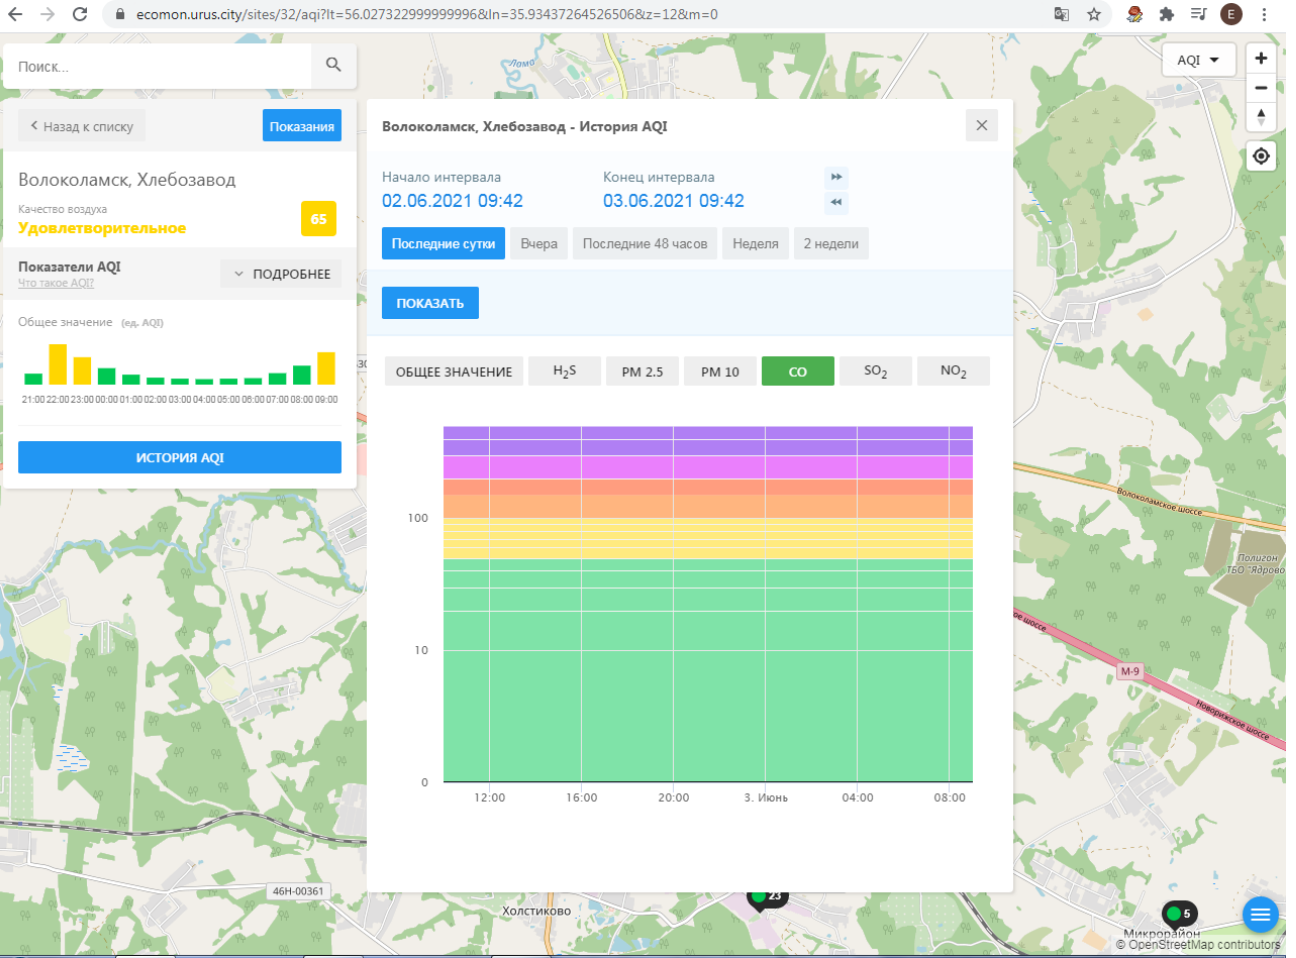 ecomon.urus.city/sites/32/aqi?lt=56.027322999999996&ln=35.93437264526506&z=12&m=0
E
Поиск...
AQI
Назад к списку
Показания
Волоколамск, Хлебозавод - История AQI
Волоколамск, Хлебозавод
Качество воздуха
Удовлетворительное
65
Начало интервала
Конец интервала
02.06.2021 09:42
03.06.2021 09:42
Последние сутки
Вчера
Последние 48 часов
Неделя
2 недели
Показатели AQI
Что такое AQI?
ПОДРОБНЕЕ
ПОКАЗАТЬ
Общее значение (ед. AQI)
21:00 22:00 23:00 00:00 01:00 02:00 03:00 04:00 05:00 06:00 07:00 08:00 09:00
ИСТОРИЯ AQI
ОБЩЕЕ ЗНАЧЕНИЕ
H2S
PM 2.5
PM 10
CO
SO2
NO2
100
10
0
12:00
16:00
20:00
3. Июнь
04:00
08:00
Лама
Волоколамское шоссе
Полигон
ТБО "Ядрово
ое шоссе
М-9
Новорижское шоссе
46Н-00361
Холстиково
23
5
Микрорайон
© OpenStreetMap contributors